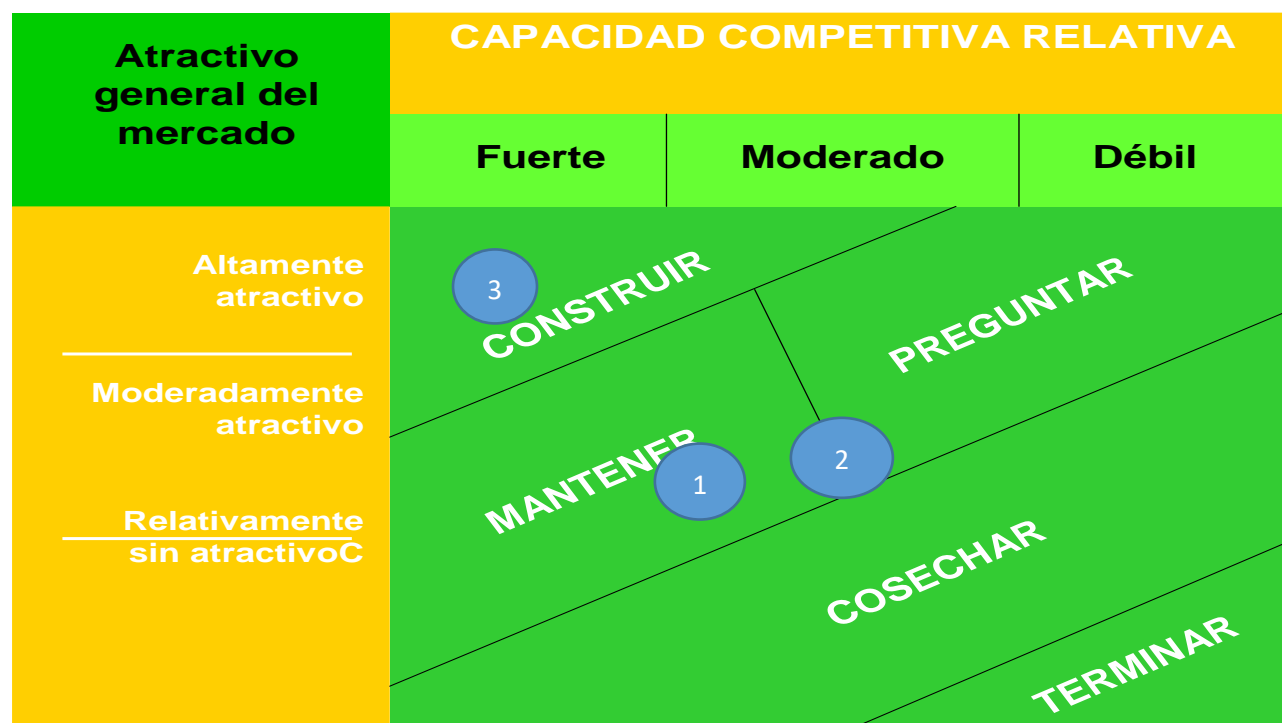 Atractivo
general del
mercado
CAPACIDAD COMPETITIVA RELATIVA
Fuerte
Moderado
Débil
Altamente
atractivo
Moderadamente
atractivo
Relativamente
sin atractivoC
3
CONSTRUIR
PREGUNTAR
MANTENER
1
2
COSECHAR
TERMINAR